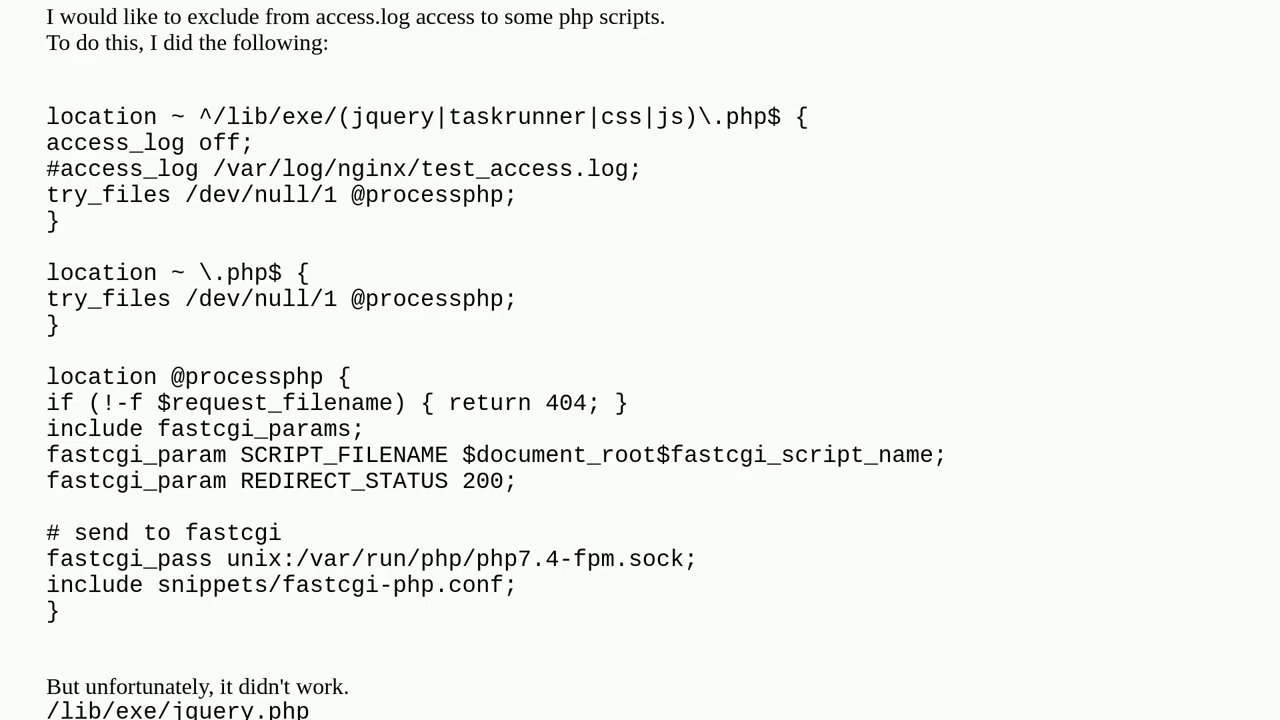 I would like to exclude from access.log access to some php scripts.
To do this, I did the following:
location ~ ^/lib/exe/(jquery|taskrunner|css|js)\.php$ {
access_log off;
#access_log /var/log/nginx/test_access.log;
try_files /dev/null/1 @processphp;
}
location ~ \.php$ {
try_files /dev/null/1 @processphp;
}
location @processphp {
if (!-f $request_filename) { return 404; }
include fastcgi_params;
fastcgi_param SCRIPT_FILENAME $document_root$fastcgi_script_name;
fastcgi_param REDIRECT_STATUS 200;
# send to fastcgi
fastcgi_pass unix:/var/run/php/php7.4-fpm.sock;
include snippets/fastcgi-php.conf;
}
But unfortunately, it didn't work.
/lib/exe/jquery.php